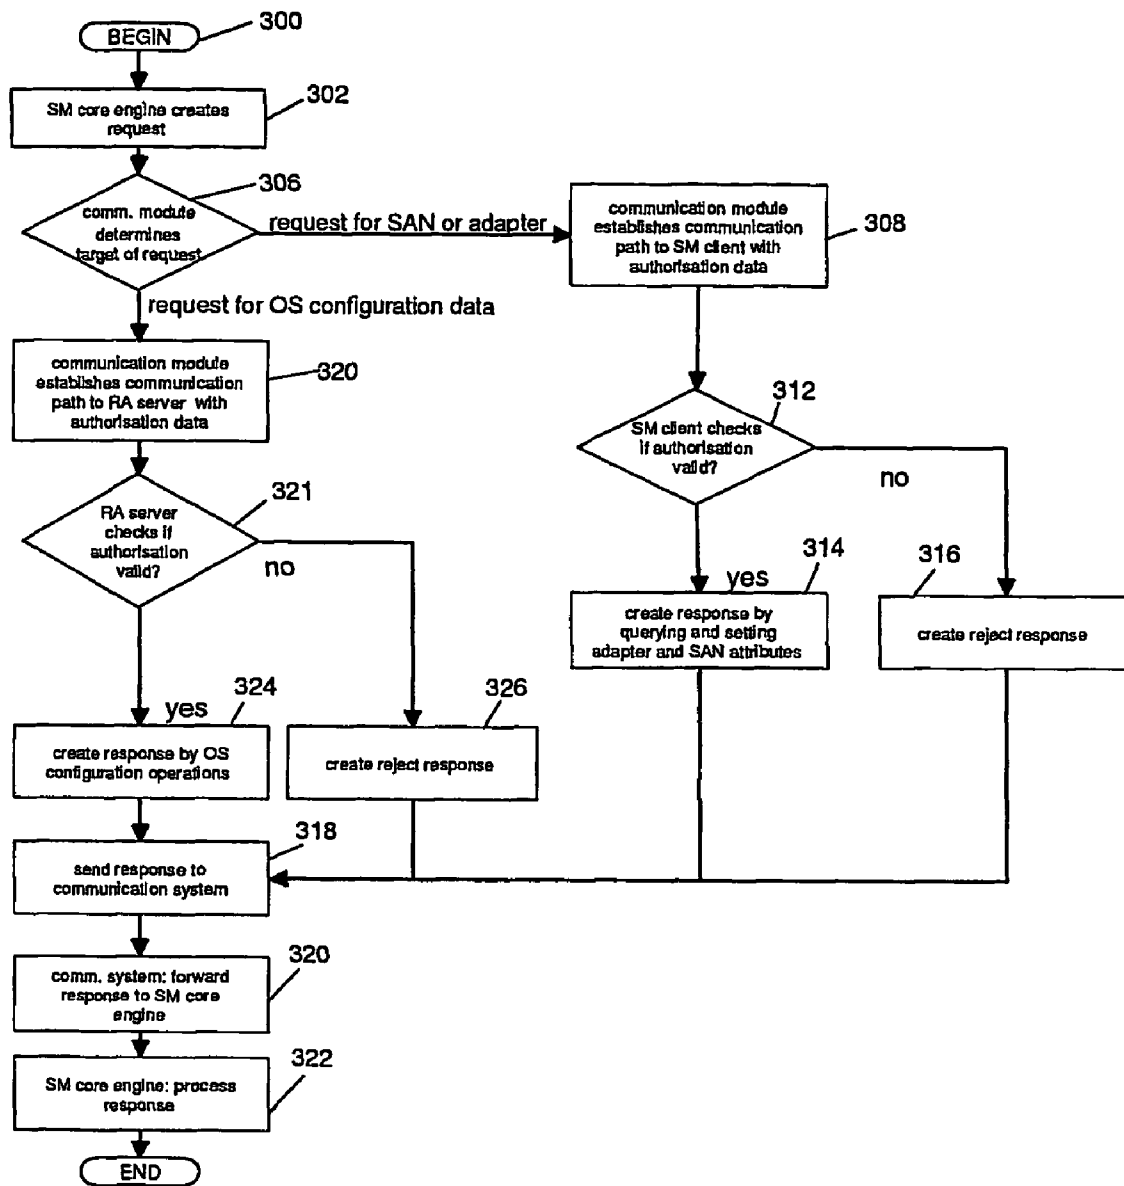 BEGIN
300
SM core engine creates
request
302
comm. module
determines
target of request
306
request for SAN or adapter
communication module
establishes communication
path to SM client with
authorisation data
308
request for OS configuration data
communication module
establishes communication
path to RA server with
authorisation data
320
SM client checks
if authorisation
valid?
312
no
RA server
checks if
authorisation
valid?
321
no
yes
314
create response by
querying and setting
adapter and SAN attributes
316
create reject response
yes
324
create response by OS
configuration operations
326
create reject response
send response to
communication system
318
comm. system: forward
response to SM core
engine
320
SM core engine: process
response
322
END